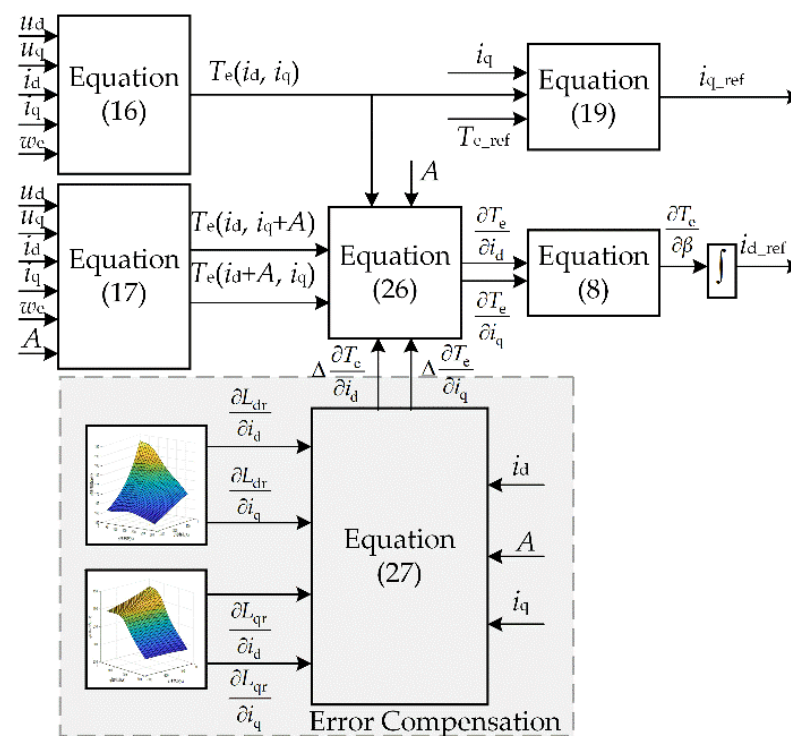 u_d
u_q
i_d
i_q
w_e
Equation
(16)
T_e(i_d, i_q)
i_q
T_e_ref
Equation
(19)
i_q_ref
A
u_d
u_q
i_d
i_q
w_e
A
Equation
(17)
T_e(i_d, i_q+A)
T_e(i_d+A, i_q)
Equation
(26)
∂T_e
∂i_d
∂T_e
∂i_q
Equation
(8)
∂T_e
∂β
∫
i_d_ref
Δ ∂T_e
∂i_d
Δ ∂T_e
∂i_q
∂L_dr
∂i_d
∂L_dr
∂i_q
∂L_qr
∂i_d
∂L_qr
∂i_q
Equation
(27)
i_d
A
i_q
Error Compensation